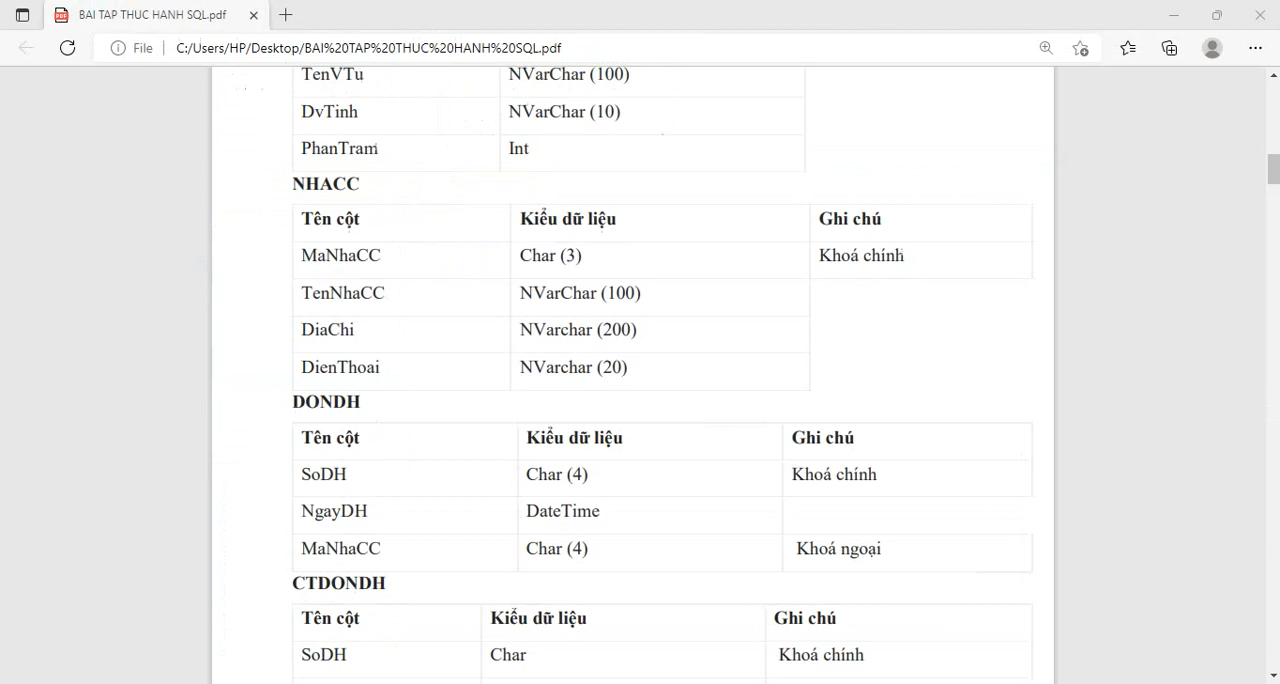 BAI TAP THUC HANH SQL.pdf
File C:/Users/HP/Desktop/BAI%20TAP%20THUC%20HANH%20SQL.pdf
TenVTu NVarChar (100)
DvTinh NVarChar (10)
PhanTram Int
NHACC
Tên cột Kiểu dữ liệu Ghi chú
MaNhaCC Char (3) Khoá chính
TenNhaCC NVarChar (100)
DiaChi NVarchar (200)
DienThoai NVarchar (20)
DONDH
Tên cột Kiểu dữ liệu Ghi chú
SoDH Char (4) Khoá chính
NgayDH DateTime
MaNhaCC Char (4) Khoá ngoại
CTDONDH
Tên cột Kiểu dữ liệu Ghi chú
SoDH Char Khoá chính